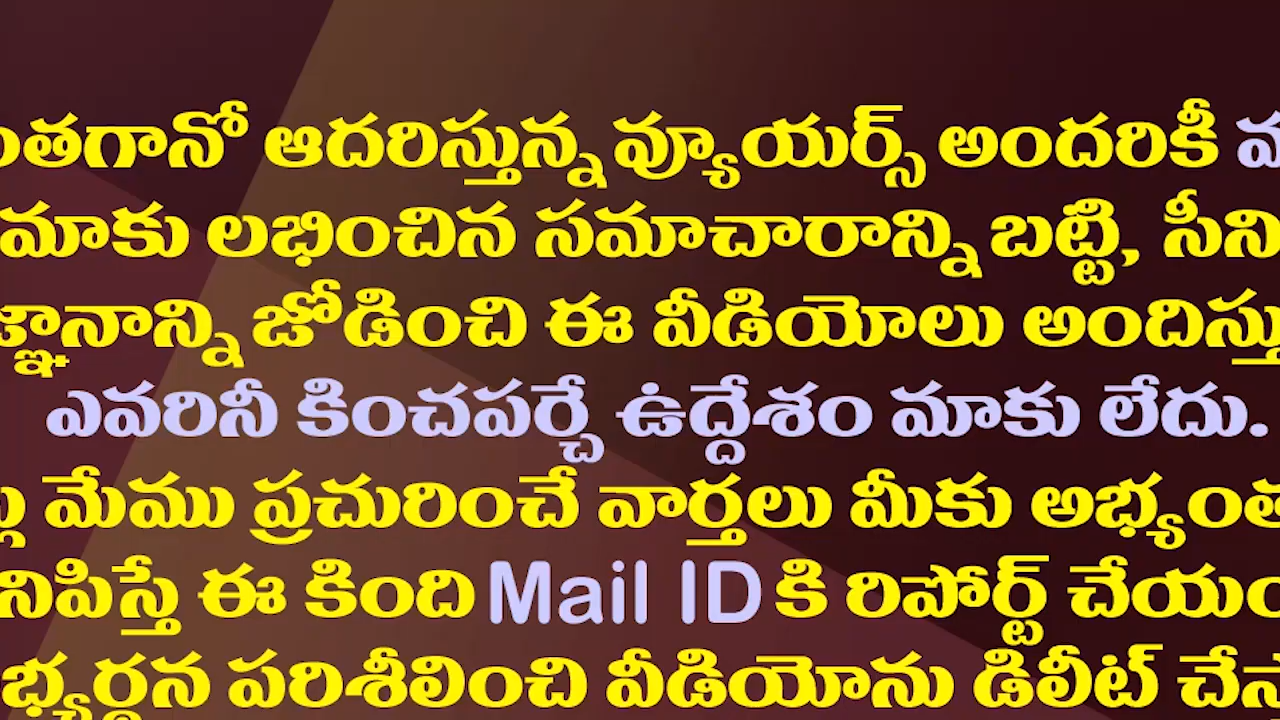 ఆదరిస్తున్న వ్యూయర్స్ అందరికీ
మాకు లభించిన సమాచారాన్ని బట్టి,
జోడించి ఈ వీడియోలు
ఎవరినీ కించపర్చే ఉద్దేశం మాకు లేదు.
మేము ప్రచురించే వార్తలు మీకు
ఈ కింది Mail ID కి రిపోర్ట్
పరిశీలించి వీడియోను డిలీట్